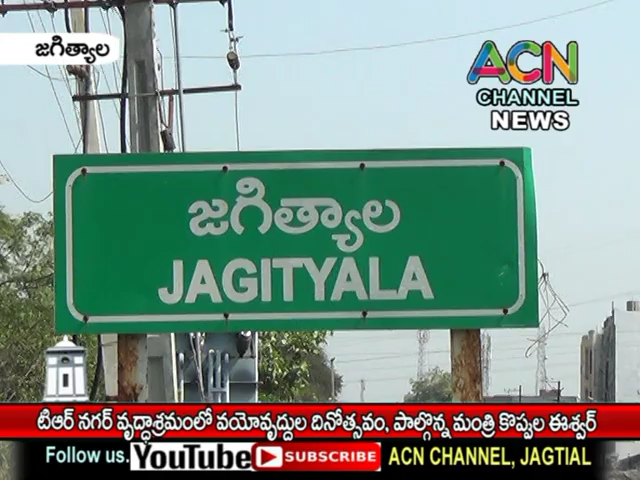 జగిత్యాల
ACN
CHANNEL
NEWS
జగిత్యాల
JAGITYALA
టిఆర్ నగర్ వృద్ధాశ్రమంలో వయోవృద్దుల దినోత్సవం, పాల్గొన్న మంత్రి కొప్పుల ఈశ్వర్
Follow us. YouTube SUBSCRIBE ACN CHANNEL, JAGTIAL